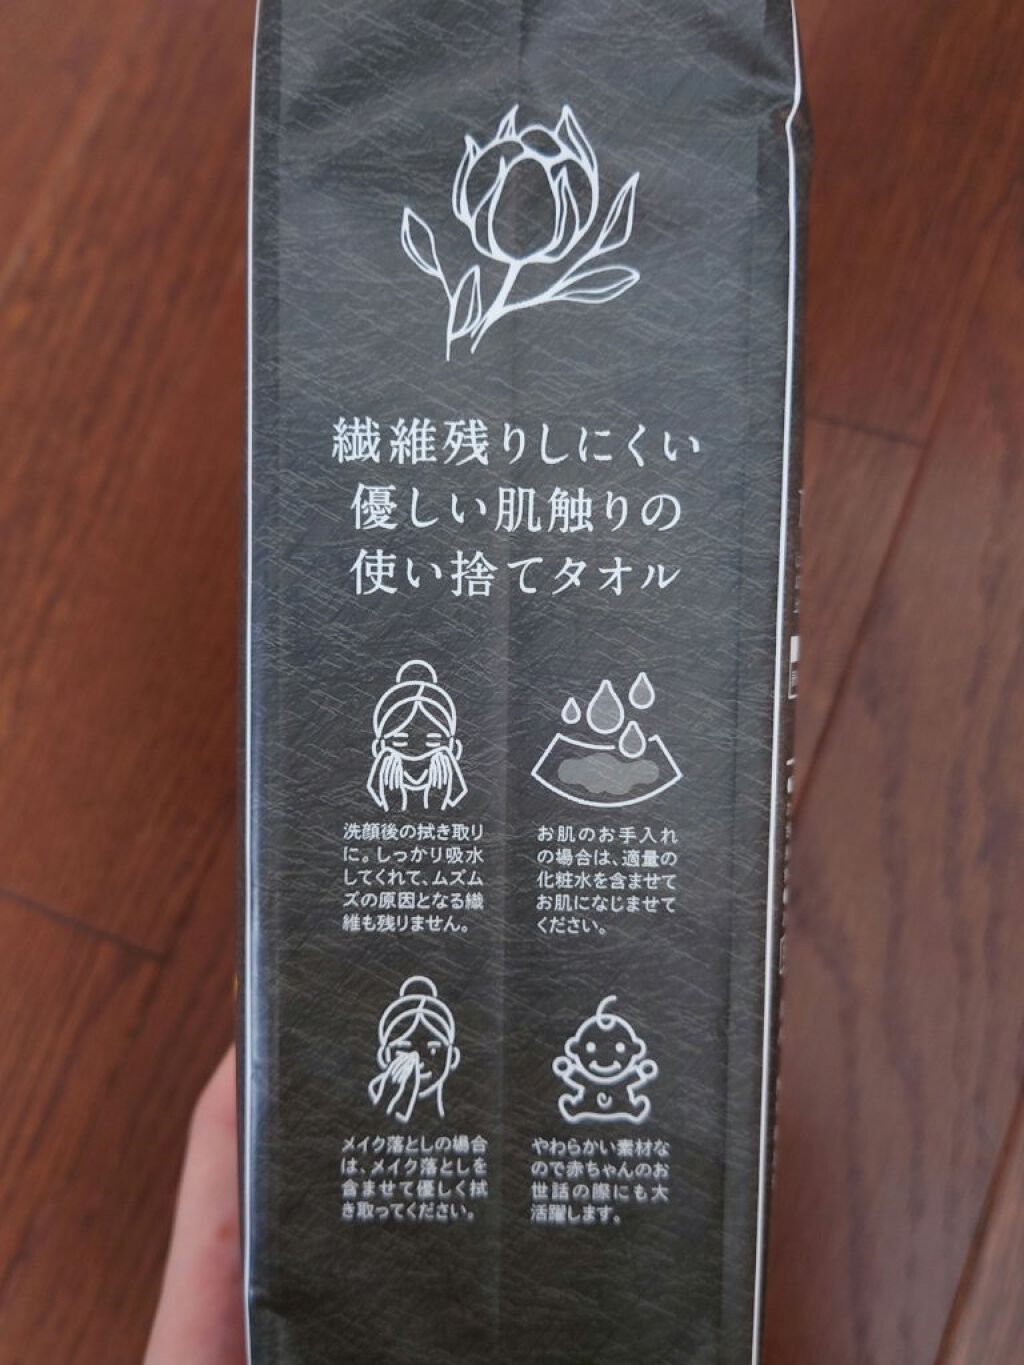 繊維残りしにくい
優しい肌触りの
使い捨てタオル
洗顔後の拭き取り
に。しっかり吸水
してくれて、ムズム
ズの原因となる繊
維も残りません。
お肌のお手入れ
の場合は、適量の
化粧水を含ませて
お肌になじませて
ください。
メイク落としの場合
は、メイク落としを
含ませて優しく拭
き取ってください。
やわらかい素材な
ので赤ちゃんのお
世話の際にも大
活躍します。